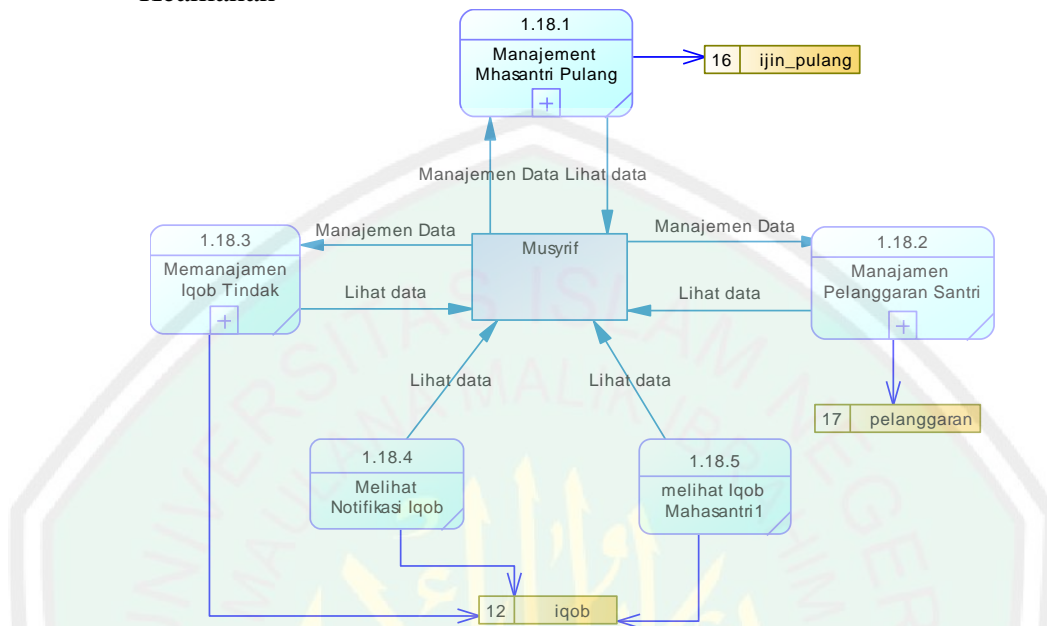 1.18.1
Manajement
Mhasantri Pulang
16 ijin_pulang
Manajemen Data Lihat data
Manajemen Data
Manajemen Data
1.18.3
Memanajamen
Iqob Tindak
Musyrif
1.18.2
Manajamen
Pelanggaran Santri
Lihat data
Lihat data
Lihat data
Lihat data
17 pelanggaran
1.18.4
Melihat
Notifikasi Iqob
1.18.5
melihat Iqob
Mahasantri1
12 iqob